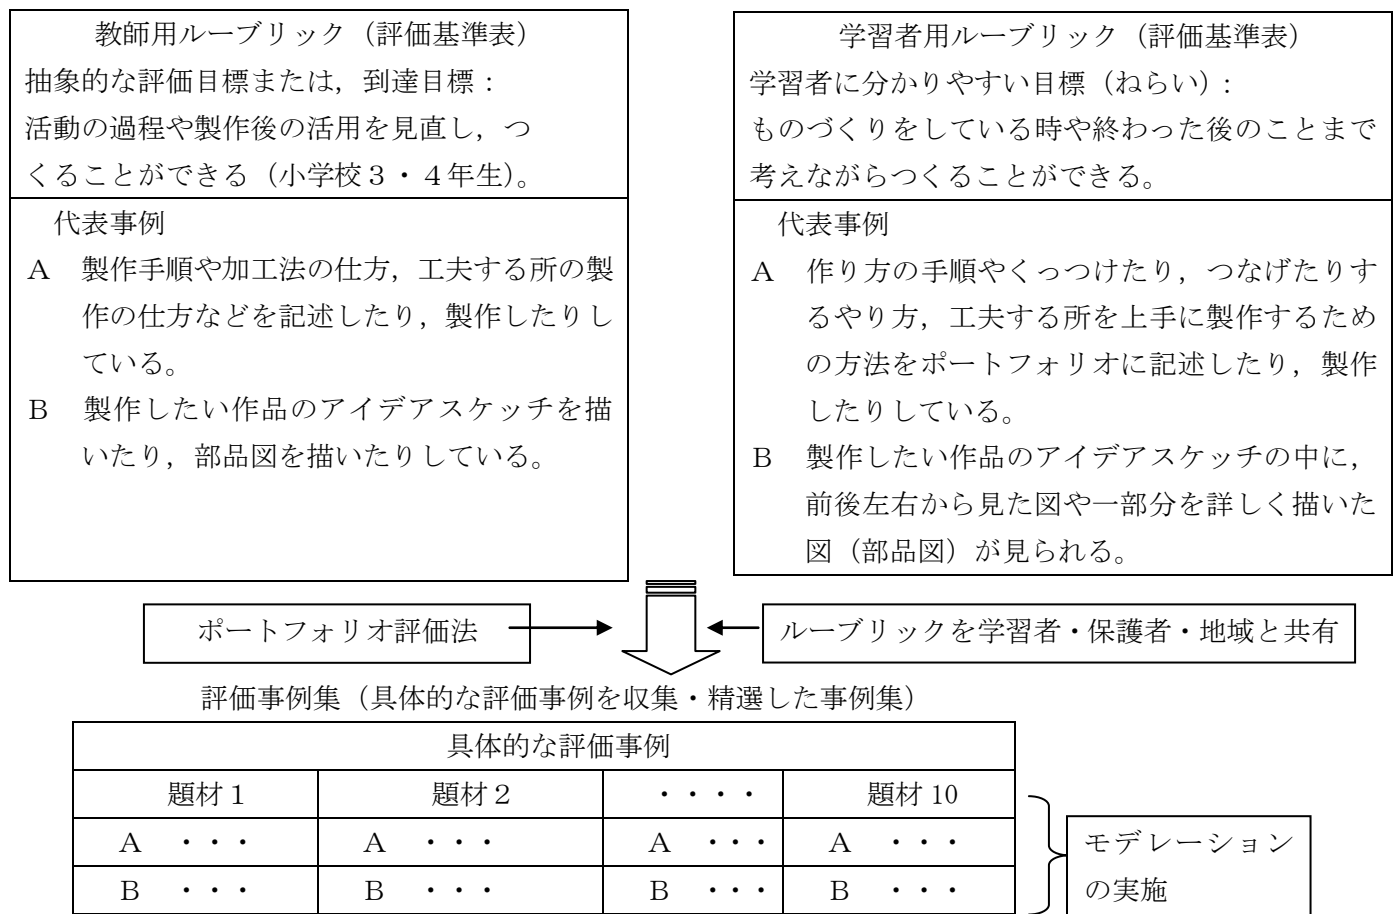 教師用ルーブリック(評価基準表)
抽象的な評価目標または,到達目標:
活動の過程や製作後の活用を見直し,つ
くることができる(小学校3・4年生)。
代表事例
A 製作手順や加工法の仕方,工夫する所の製
作の仕方などを記述したり,製作したりし
ている。
B 製作したい作品のアイデアスケッチを描
いたり,部品図を描いたりしている。
学習者用ルーブリック(評価基準表)
学習者に分かりやすい目標(ねらい):
ものづくりをしている時や終わった後のことまで
考えながらつくることができる。
代表事例
A 作り方の手順やくっつけたり,つなげたりす
るやり方,工夫する所を上手に製作するため
の方法をポートフォリオに記述したり,製作
したりしている。
B 製作したい作品のアイデアスケッチの中に,
前後左右から見た図や一部分を詳しく描いた
図(部品図)が見られる。
ポートフォリオ評価法
ルーブリックを学習者・保護者・地域と共有
評価事例集(具体的な評価事例を収集・精選した事例集)
具体的な評価事例
題材1 題材2 ・・・・ 題材10
A ・・・ A ・・・ A ・・・ A ・・・
B ・・・ B ・・・ B ・・・ B ・・・
モデレーション
の実施